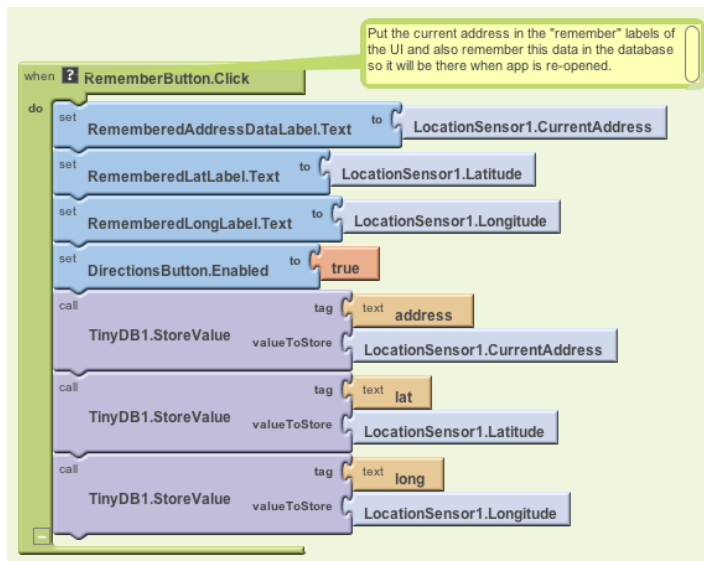 Put the current address in the "remember" labels of
the UI and also remember this data in the database
so it will be there when app is re-opened.
when ? RememberButton.Click
do
set RememberedAddressDataLabel.Text to LocationSensor1.CurrentAddress
set RememberedLatLabel.Text to LocationSensor1.Latitude
set RememberedLongLabel.Text to LocationSensor1.Longitude
set DirectionsButton.Enabled to true
call TinyDB1.StoreValue tag text address
valueToStore LocationSensor1.CurrentAddress
call TinyDB1.StoreValue tag text lat
valueToStore LocationSensor1.Latitude
call TinyDB1.StoreValue tag text long
valueToStore LocationSensor1.Longitude